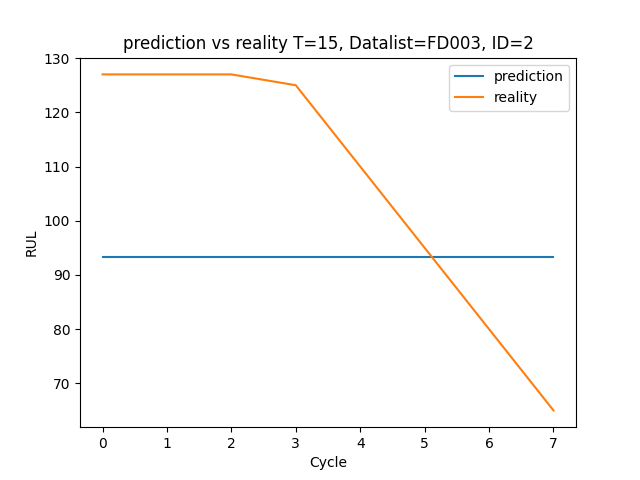 prediction vs reality T=15, Datalist=FD003, ID=2
130
120
110
100
90
80
70
RUL
prediction
reality
0 1 2 3 4 5 6 7
Cycle